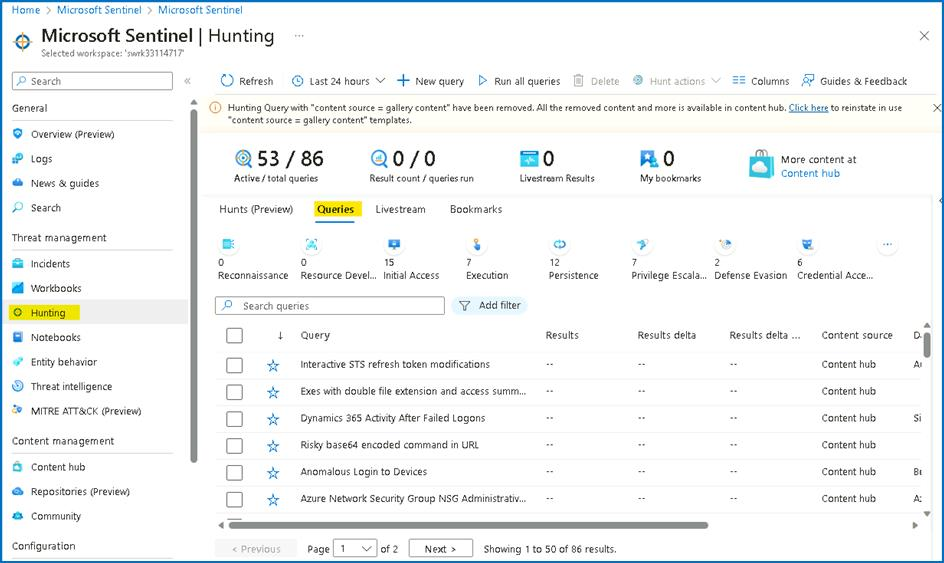 Home > Microsoft Sentinel > Microsoft Sentinel
Microsoft Sentinel | Hunting ...
Selected workspace: 'swrk33114717'
Search
General
Overview (Preview)
Logs
News & guides
Search
Threat management
Incidents
Workbooks
Hunting
Notebooks
Entity behavior
Threat intelligence
MITRE ATT&CK (Preview)
Content management
Content hub
Repositories (Preview)
Community
Configuration
Refresh Last 24 hours New query Run all queries Delete Hunt actions Columns Guides & Feedback
Hunting Query with "content source = gallery content" have been removed. All the removed content and more is available in content hub. Click here to reinstate in use
"content source = gallery content" templates.
53 / 86 0 / 0 0 0
Active / total queries Result count / queries run Livestream Results My bookmarks
More content at
Content hub
Hunts (Preview) Queries Livestream Bookmarks
0 0 15 7 12 7 2 6
Reconnaissance Resource Devel... Initial Access Execution Persistence Privilege Escala... Defense Evasion Credential Acce...
Search queries Add filter
Query Results Results delta Results delta ... Content source
Interactive STS refresh token modifications -- -- -- Content hub
Exes with double file extension and access summ... -- -- -- Content hub
Dynamics 365 Activity After Failed Logons -- -- -- Content hub Si
Risky base64 encoded command in URL -- -- -- Content hub
Anomalous Login to Devices -- -- -- Content hub
Azure Network Security Group NSG Administrativ... -- -- -- Content hub
< Previous Page 1 of 2 Next > Showing 1 to 50 of 86 results.